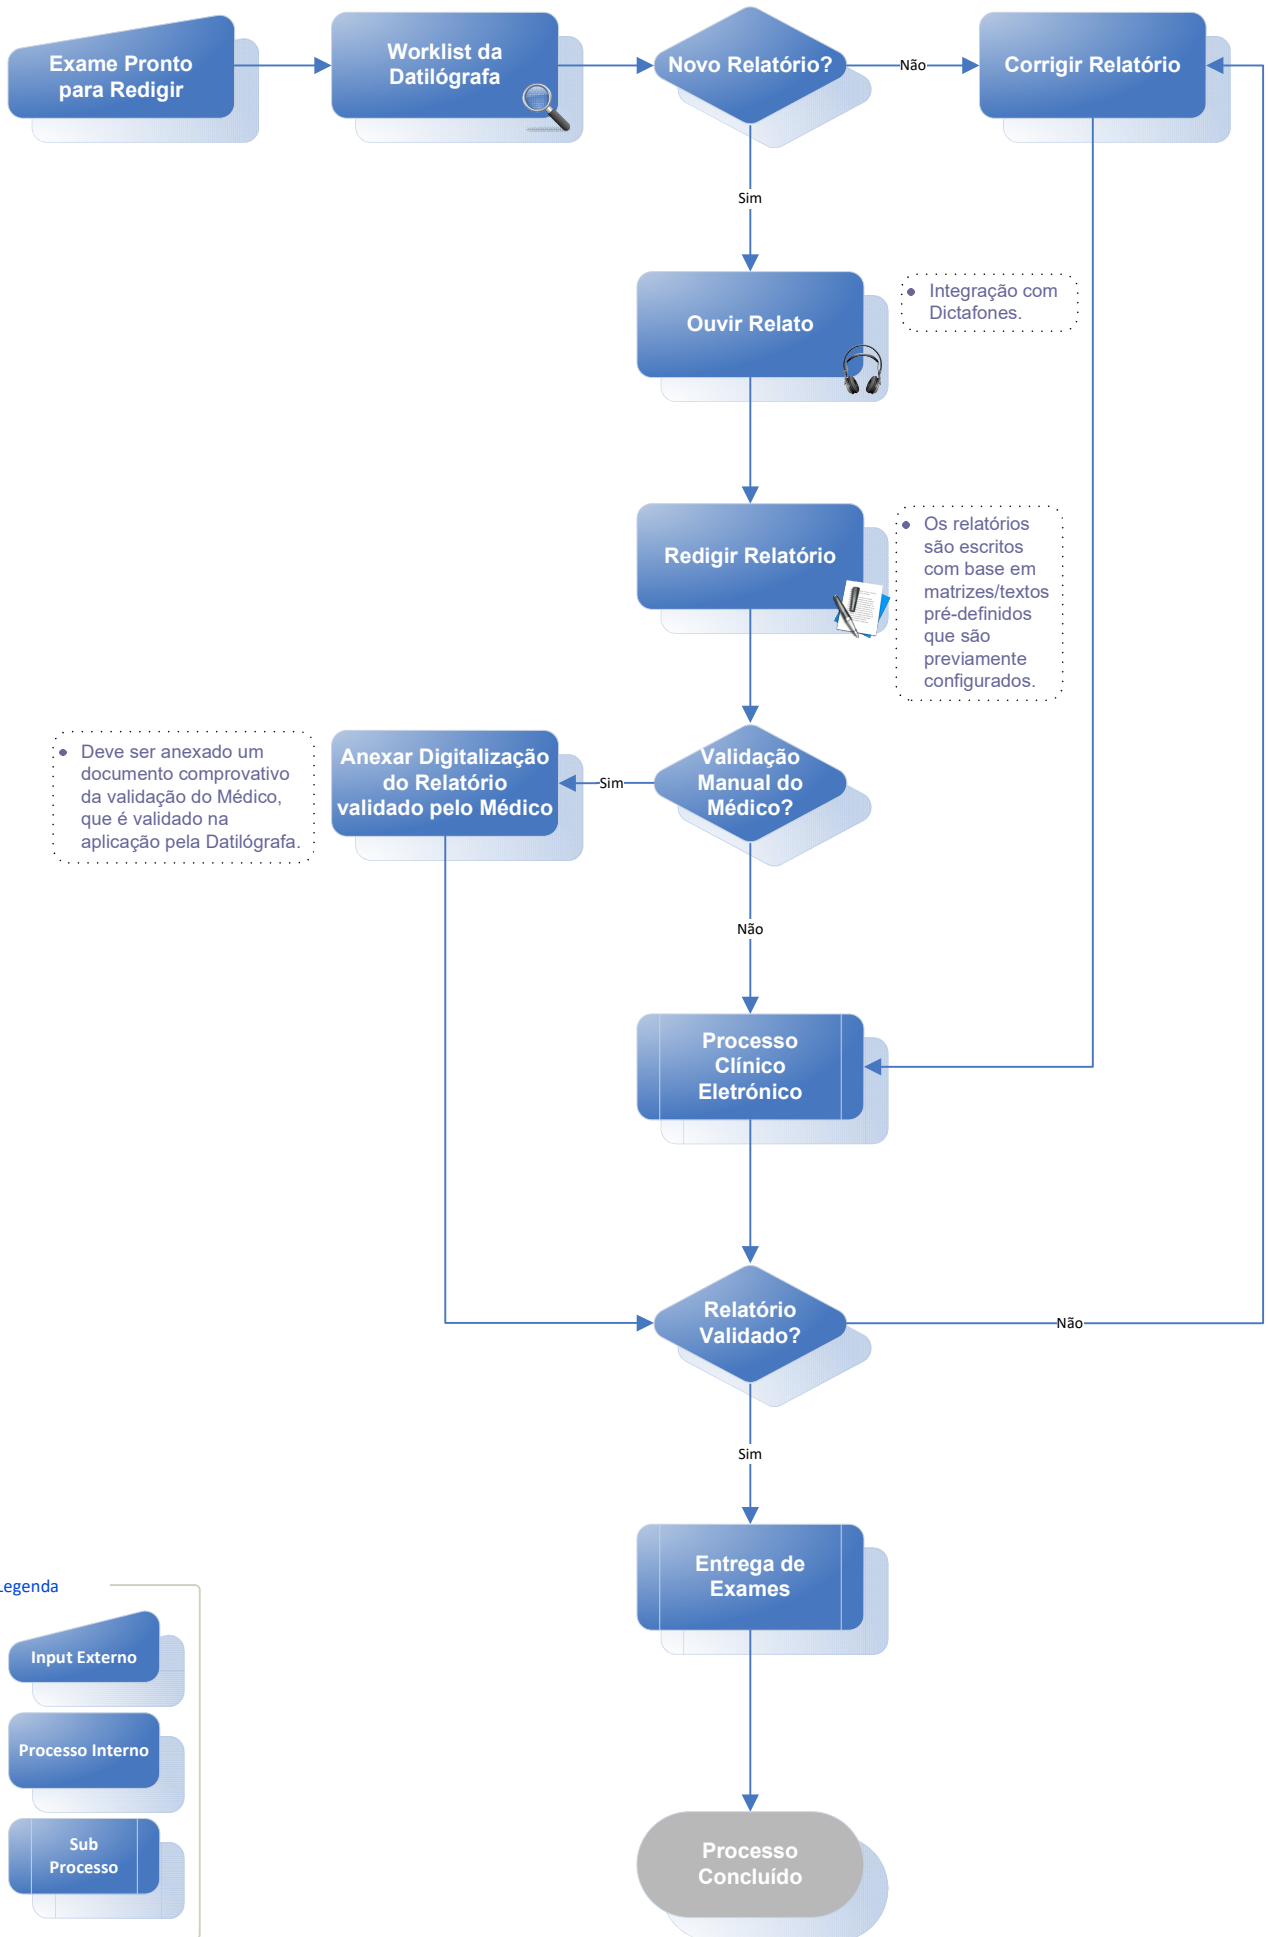 Exame Pronto
para Redigir
Worklist da
Datilógrafa
Novo Relatório?
Não
Corrigir Relatório
Sim
Ouvir Relato
Integração com
Dictafones.
Redigir Relatório
Os relatórios
são escritos
com base em
matrizes/textos
pré-definidos
que são
previamente
configurados.
Deve ser anexado um
documento comprovativo
da validação do Médico,
que é validado na
aplicação pela Datilógrafa.
Anexar Digitalização
do Relatório
validado pelo Médico
Sim
Validação
Manual do
Médico?
Não
Processo
Clínico
Eletrónico
Relatório
Validado?
Não
Sim
Entrega de
Exames
Legenda
Input Externo
Processo Interno
Sub
Processo
Processo
Concluído